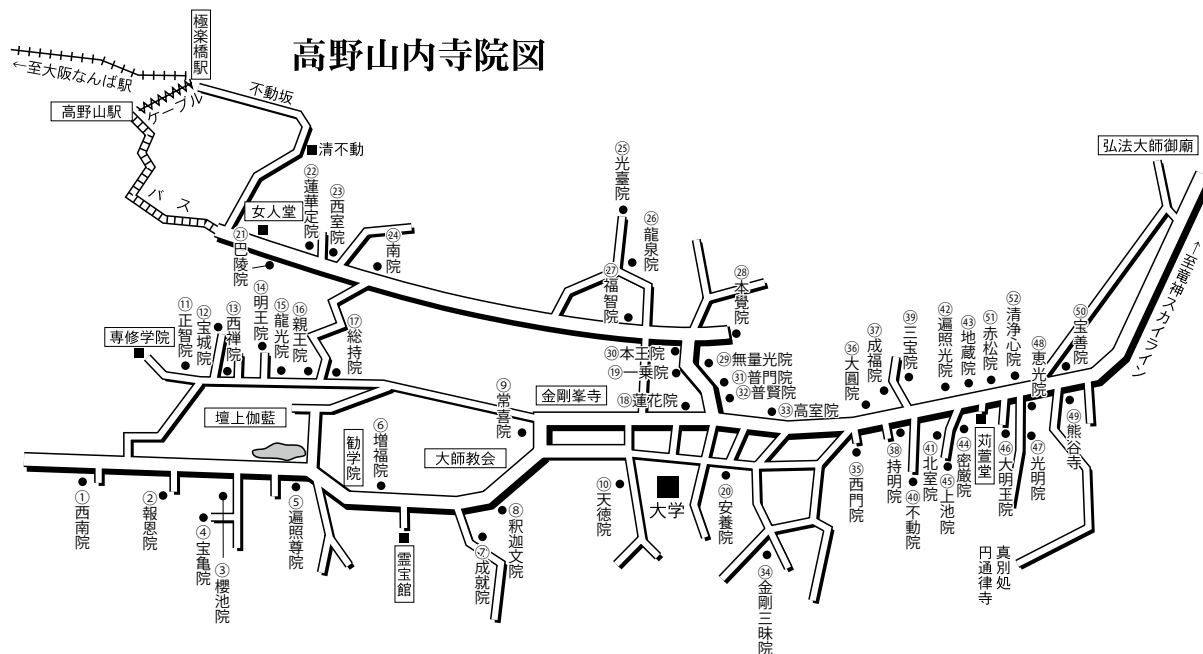 高野山内寺院図
極楽橋駅
←至大阪なんば駅
ケーブル
高野山駅
不動坂
清不動
バス
女人堂
㉑巴陵院
㉒蓮華定院
㉓西室院
㉔南院
㉕光臺院
㉖龍泉院
㉗福智院
㉘本覺院
弘法大師御廟
←至竜神スカイライン
専修学院
⑪正智院
⑫宝城院
⑬西禅院
⑭明王院
⑮龍光院
⑯親王院
⑰総持院
㉚本王院
⑲一乗院
⑱蓮花院
㉙無量光院
㉛普門院
㉜普賢院
㉝高室院
㊱大圓院
㊲成福院
㊴三宝院
㊷遍照光院
㊸地蔵院
51赤松院
52清浄心院
㊽恵光院
㊿宝善院
壇上伽藍
勧学院
⑥増福院
大師教会
⑨常喜院
金剛峯寺
①西南院
②報恩院
④宝亀院
③櫻池院
⑤遍照尊院
霊宝館
⑦成就院
⑧釈迦文院
⑩天徳院
大学
⑳安養院
㉞金剛三昧院
㉟西門院
㊳持明院
㊵不動院
㊶北室院
㊹密厳院
㊺上池院
苅萱堂
㊻大明王院
㊼光明院
㊾熊谷寺
真別処
円通律寺